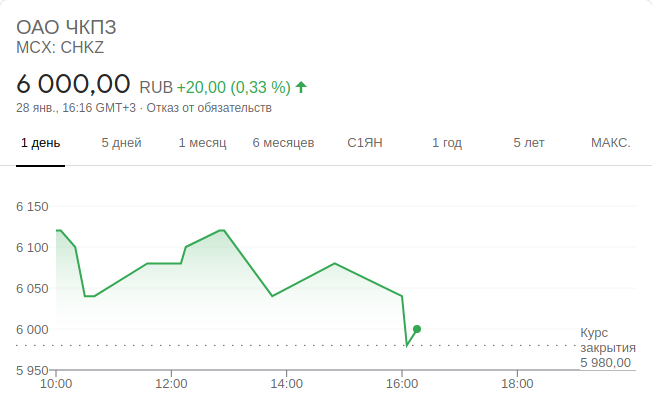 ОАО ЧКПЗ
MCX: CHKZ
6 000,00 RUB +20,00 (0,33 %)
28 янв., 16:16 GMT+3 · Отказ от обязательств
1 день 5 дней 1 месяц 6 месяцев С1ЯН 1 год 5 лет МАКС.
6 150
6 100
6 050
6 000
Курс
закрытия
5 980,00
5 950
10:00 12:00 14:00 16:00 18:00